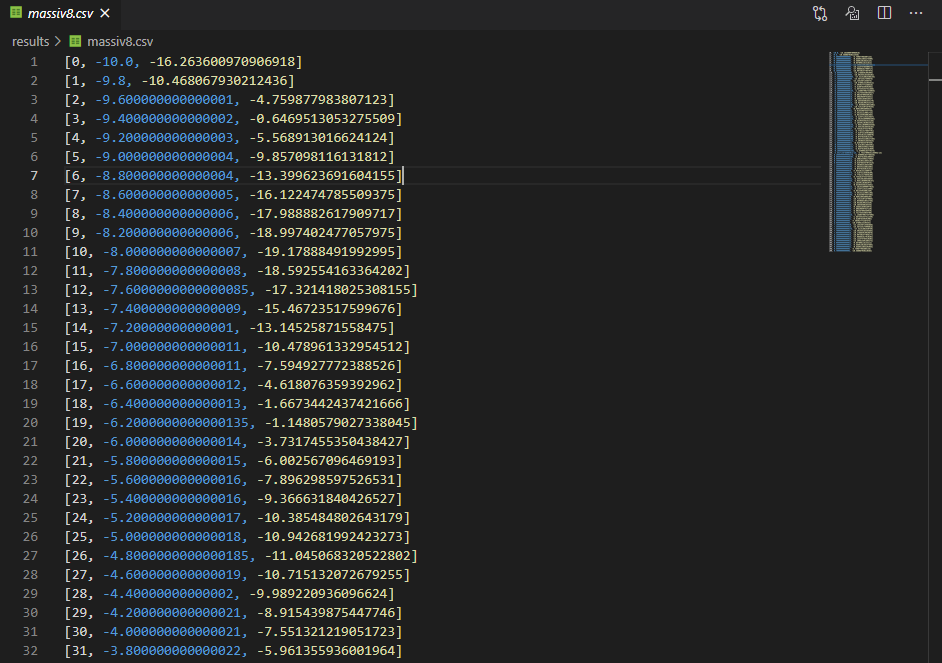 massiv8.csv
results > massiv8.csv
1 [0, -10.0, -16.263600970906918]
2 [1, -9.8, -10.468067930212436]
3 [2, -9.600000000000001, -4.759877983807123]
4 [3, -9.400000000000002, -0.6469513053275509]
5 [4, -9.200000000000003, -5.568913016624124]
6 [5, -9.000000000000004, -9.857098116131812]
7 [6, -8.800000000000004, -13.399623691604155]
8 [7, -8.600000000000005, -16.122474785509375]
9 [8, -8.400000000000006, -17.988882617909717]
10 [9, -8.200000000000006, -18.997402477057975]
11 [10, -8.000000000000007, -19.17888491992995]
12 [11, -7.800000000000008, -18.592554163364202]
13 [12, -7.6000000000000085, -17.321418025308155]
14 [13, -7.400000000000009, -15.46723517599676]
15 [14, -7.20000000000001, -13.14525871558475]
16 [15, -7.000000000000011, -10.478961332954512]
17 [16, -6.800000000000011, -7.594927772388526]
18 [17, -6.600000000000012, -4.618076359392962]
19 [18, -6.400000000000013, -1.6673442437421666]
20 [19, -6.2000000000000135, -1.1480579027338045]
21 [20, -6.000000000000014, -3.7317455350438427]
22 [21, -5.800000000000015, -6.002567096469193]
23 [22, -5.600000000000016, -7.896298597526531]
24 [23, -5.400000000000016, -9.366631840426527]
25 [24, -5.200000000000017, -10.385484802643179]
26 [25, -5.000000000000018, -10.942681992423273]
27 [26, -4.8000000000000185, -11.045068320522802]
28 [27, -4.600000000000019, -10.715132072679255]
29 [28, -4.40000000000002, -9.989220936096624]
30 [29, -4.200000000000021, -8.915439875447746]
31 [30, -4.000000000000021, -7.551321219051723]
32 [31, -3.800000000000022, -5.961355936001964]